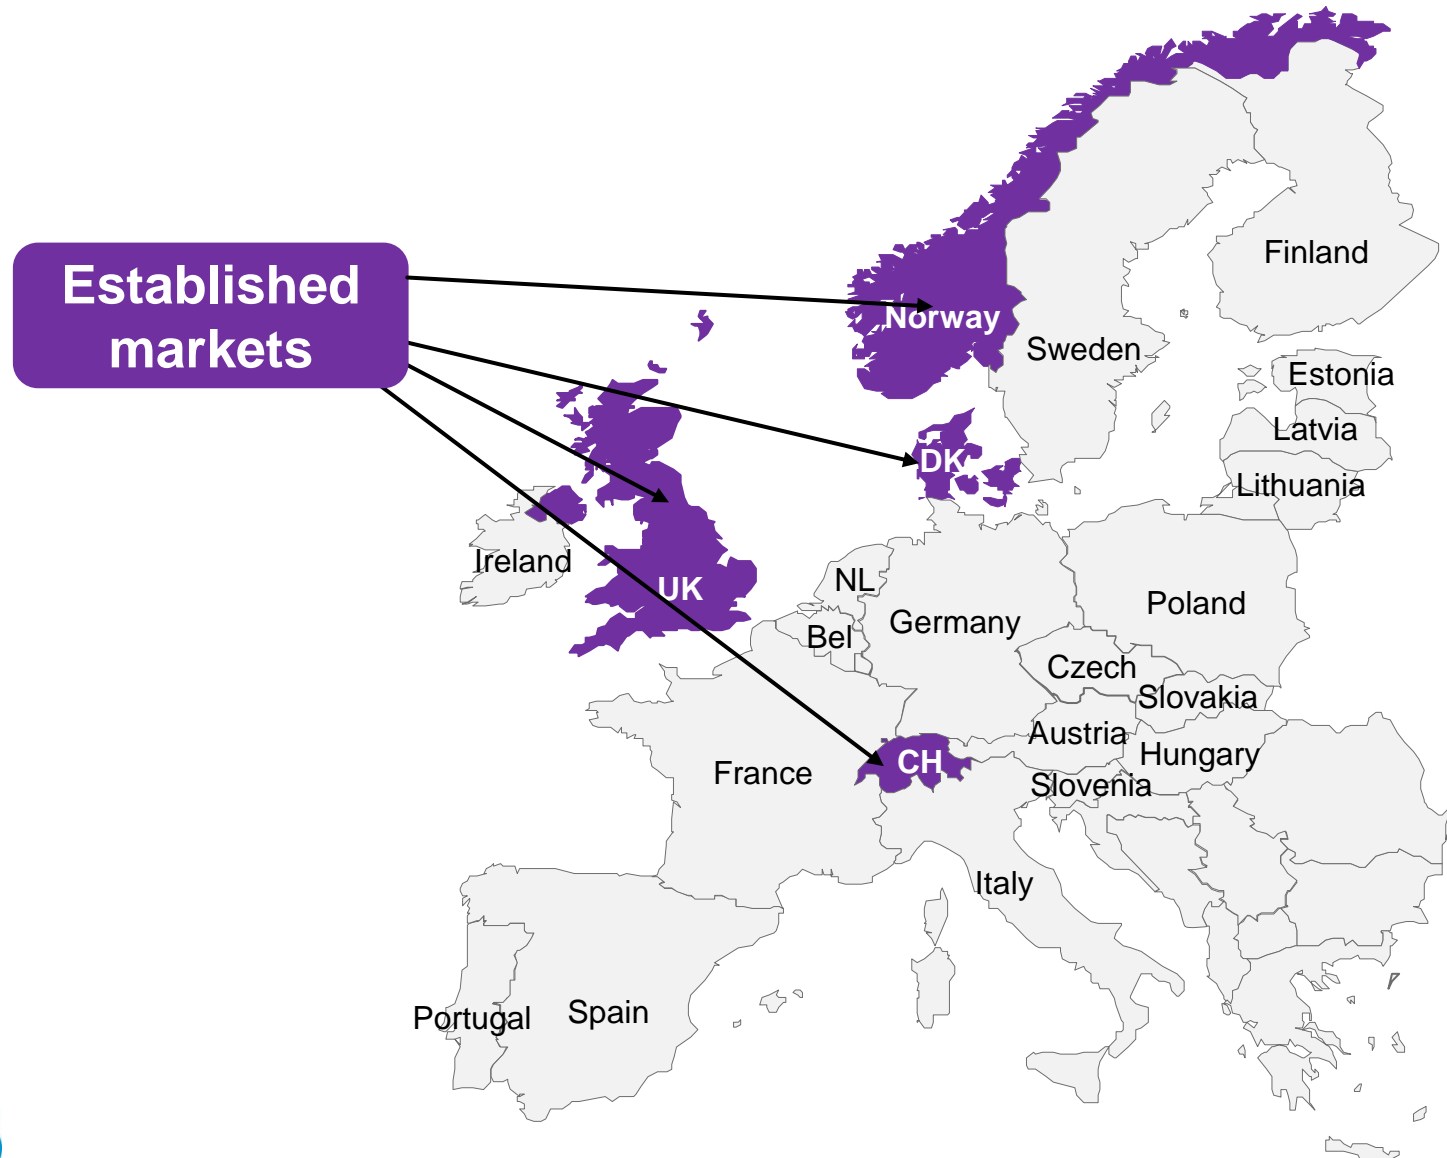 Established
markets
Norway
Finland
Sweden
Estonia
Latvia
DK
Lithuania
Ireland
UK
NL
Bel
Germany
Poland
Czech
Slovakia
Austria
Hungary
CH
France
Slovenia
Italy
Portugal
Spain